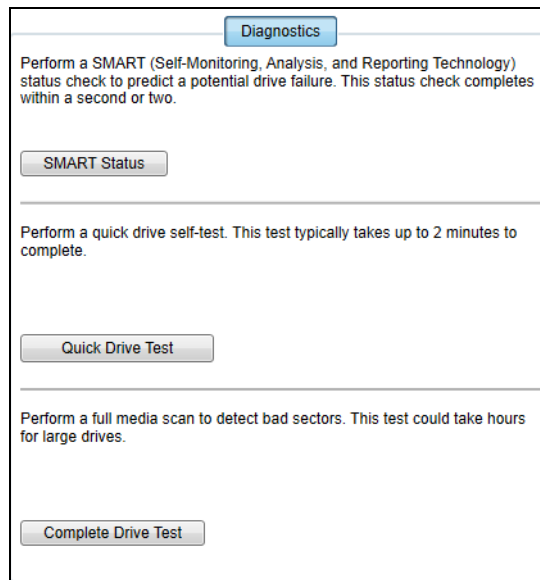 Diagnostics
Perform a SMART (Self-Monitoring, Analysis, and Reporting Technology)
status check to predict a potential drive failure. This status check completes
within a second or two.
SMART Status
Perform a quick drive self-test. This test typically takes up to 2 minutes to
complete.
Quick Drive Test
Perform a full media scan to detect bad sectors. This test could take hours
for large drives.
Complete Drive Test